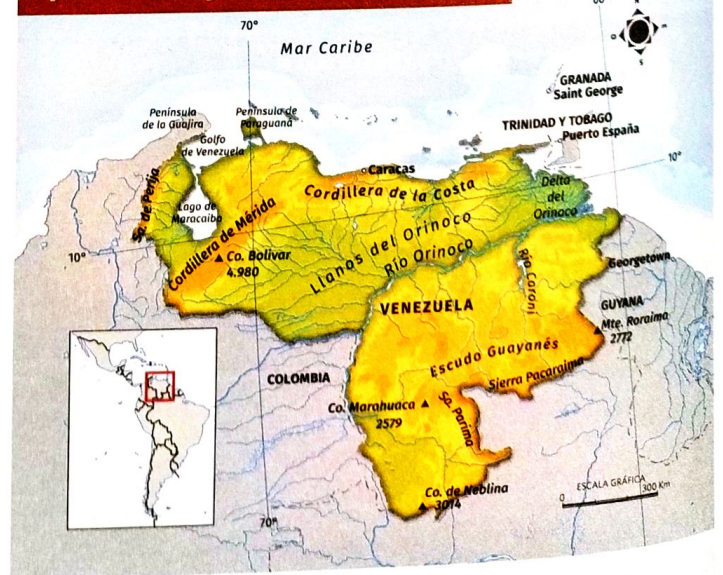 70°
60°
Mar Caribe
N
O
S
GRANADA
Saint George
Península
de la Guajira
Península de
Paraguaná
Golfo
de Venezuela
TRINIDAD Y TOBAGO
Puerto España
10°
Caracas
Cordillera de la Costa
Delta
del
Orinoco
Sa. de Perijá
Lago de
Maracaibo
Cordillera de Mérida
Llanos del Orinoco
Río Orinoco
10°
Co. Bolívar
4.980
Río Caroní
Georgetown
VENEZUELA
GUYANA
Mte. Roraima
2772
Escudo Guayanés
Sierra Pacaraima
COLOMBIA
Co. Marahuaca
2579
Sa. Parima
Co. de Neblina
3014
ESCALA GRÁFICA
0
300 Km
70°